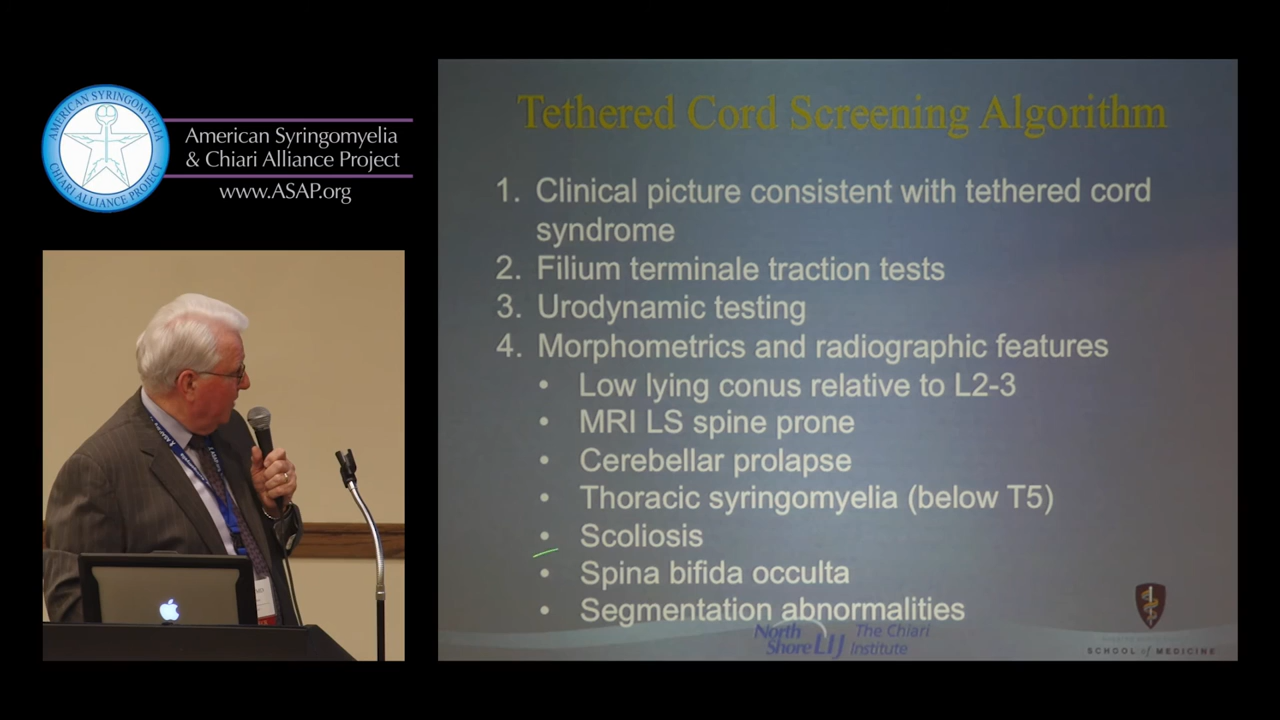 AMERICAN SYRINGOMYELIA
CHIARI ALLIANCE PROJECT
American Syringomyelia
& Chiari Alliance Project
www.ASAP.org
Tethered Cord Screening Algorithm
1. Clinical picture consistent with tethered cord
syndrome
2. Filium terminale traction tests
3. Urodynamic testing
4. Morphometrics and radiographic features
• Low lying conus relative to L2-3
• MRI LS spine prone
• Cerebellar prolapse
• Thoracic syringomyelia (below T5)
• Scoliosis
• Spina bifida occulta
• Segmentation abnormalities
North
Shore LIJ
The Chiari
Institute
SCHOOL of MEDICINE